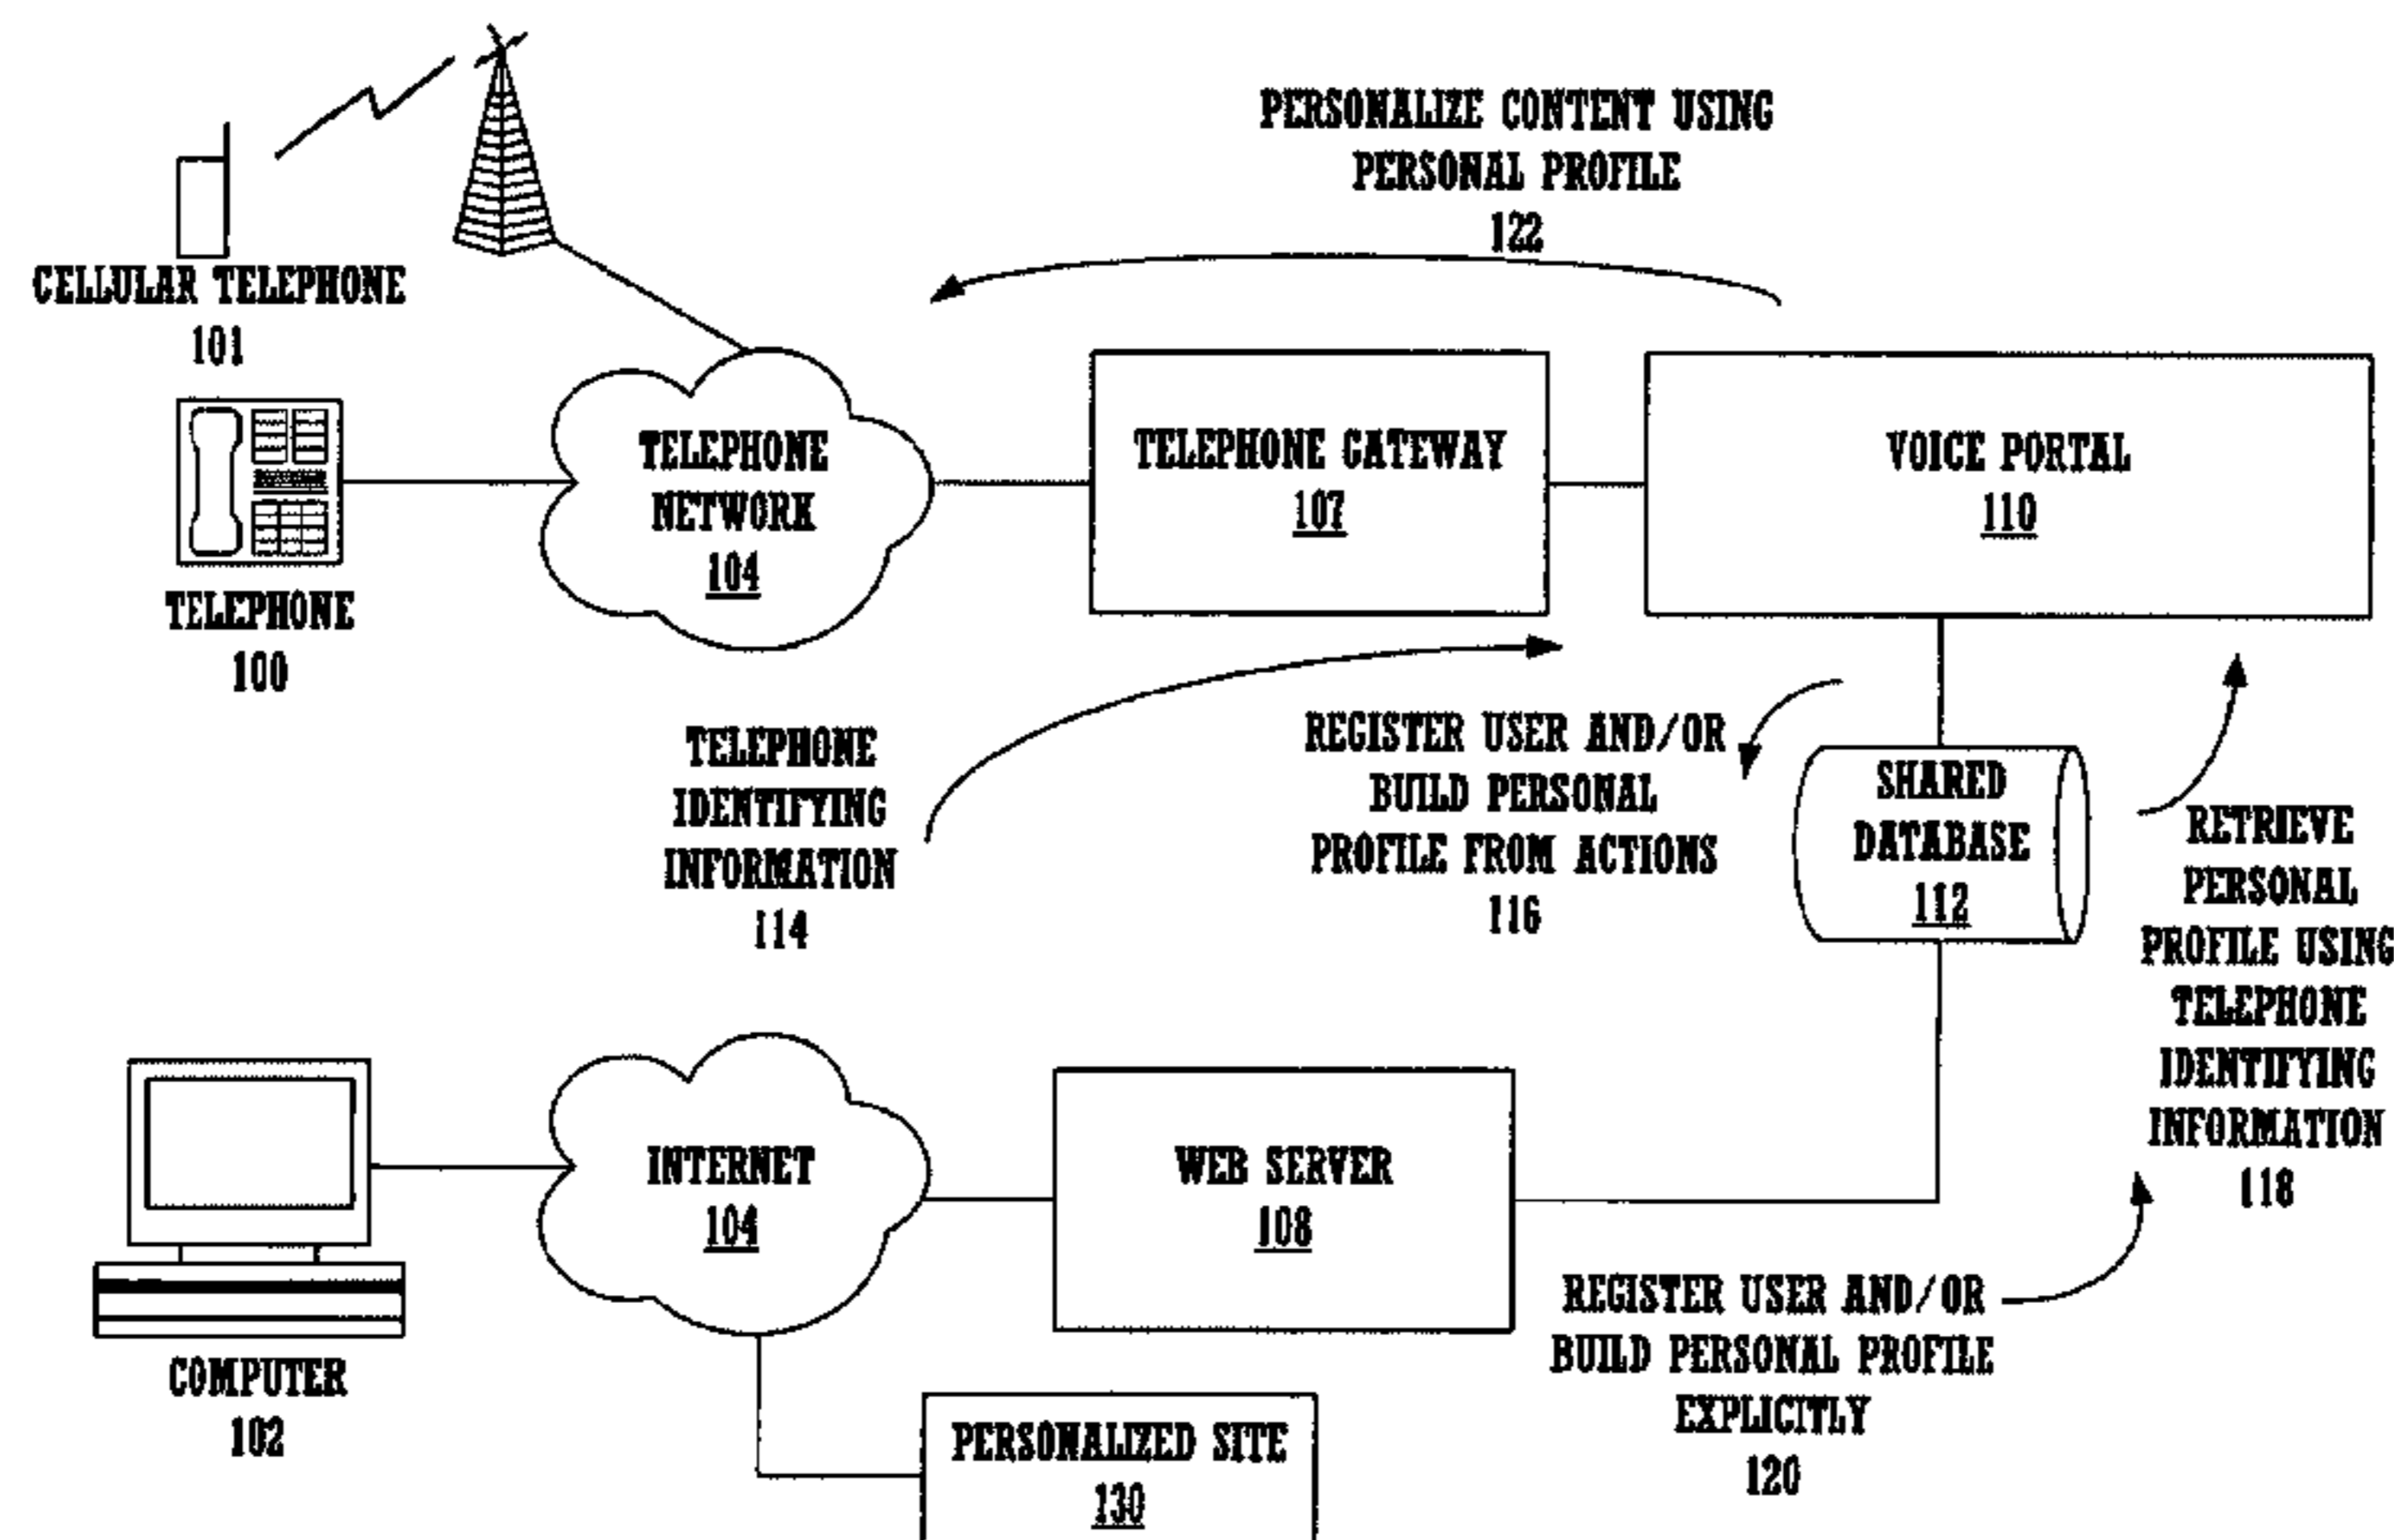 PERSONALIZE CONTENT USING
PERSONAL PROFILE
122
CELLULAR TELEPHONE
101
TELEPHONE
NETWORK
104
TELEPHONE GATEWAY
107
VOICE PORTAL
110
TELEPHONE
100
TELEPHONE
IDENTIFYING
INFORMATION
114
REGISTER USER AND/OR
BUILD PERSONAL
PROFILE FROM ACTIONS
116
SHARED
DATABASE
112
RETRIEVE
PERSONAL
PROFILE USING
TELEPHONE
IDENTIFYING
INFORMATION
118
INTERNET
104
WEB SERVER
108
COMPUTER
102
REGISTER USER AND/OR
BUILD PERSONAL PROFILE
EXPLICITLY
120
PERSONALIZED SITE
130